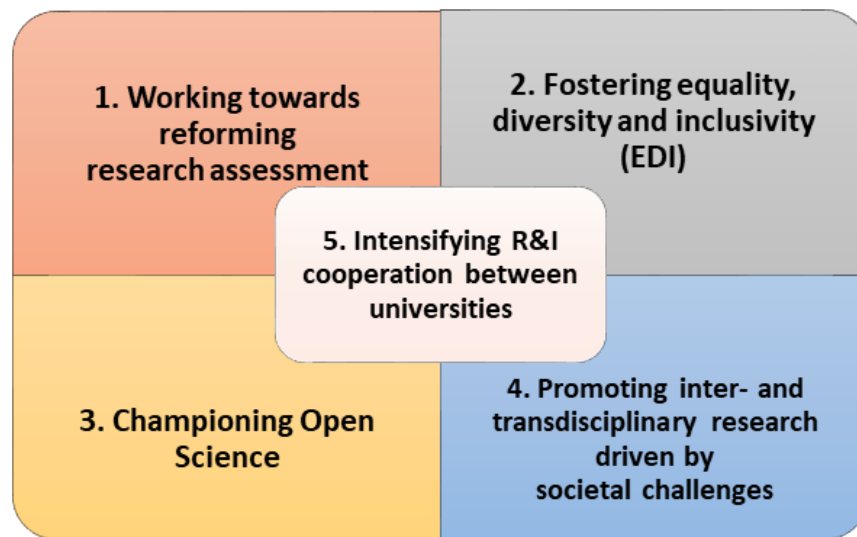 1. Working towards
reforming
research assessment
2. Fostering equality,
diversity and inclusivity
(EDI)
5. Intensifying R&I
cooperation between
universities
3. Championing Open
Science
4. Promoting inter- and
transdisciplinary research
driven by
societal challenges